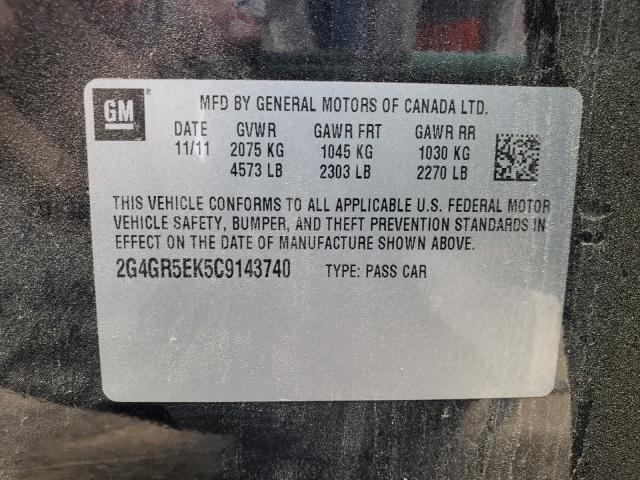 GM ®
MFD BY GENERAL MOTORS OF CANADA LTD.
DATE GVWR GAWR FRT GAWR RR
11/11 2075 KG 1045 KG 1030 KG
4573 LB 2303 LB 2270 LB
THIS VEHICLE CONFORMS TO ALL APPLICABLE U.S. FEDERAL MOTOR
VEHICLE SAFETY, BUMPER, AND THEFT PREVENTION STANDARDS IN
EFFECT ON THE DATE OF MANUFACTURE SHOWN ABOVE.
2G4GR5EK5C9143740 TYPE: PASS CAR